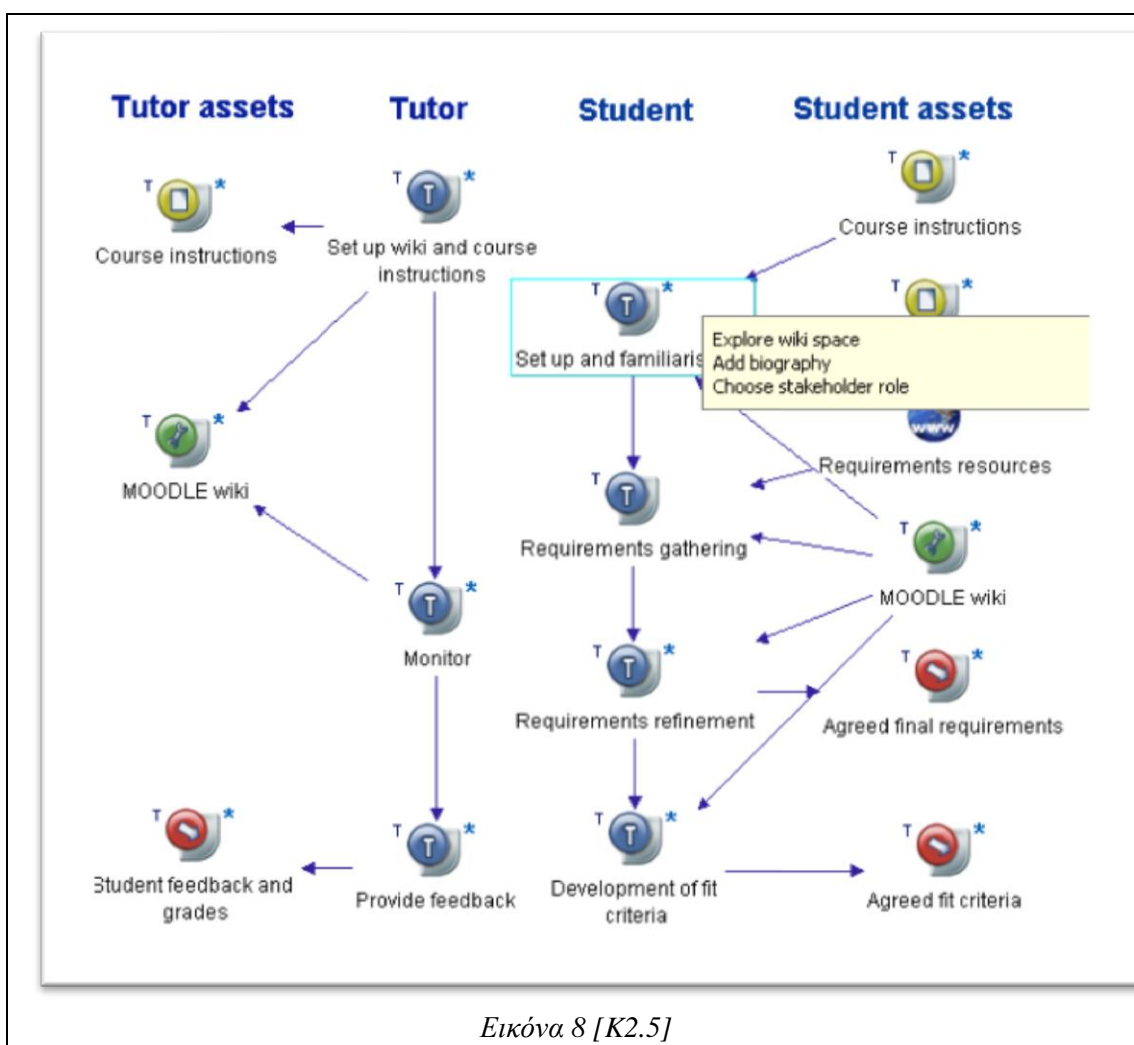 Tutor assets
Tutor
Student
Student assets
T
*
Course instructions
T
*
Set up wiki and course
instructions
T
*
Course instructions
T
*
Set up and familiaris
T
*
Explore wiki space
Add biography
Choose stakeholder role
www
Requirements resources
T
*
MOODLE wiki
T
*
Requirements gathering
T
*
MOODLE wiki
T
*
Monitor
T
*
Requirements refinement
T
*
Agreed final requirements
T
*
Student feedback and
grades
T
*
Provide feedback
T
*
Development of fit
criteria
T
*
Agreed fit criteria
Εικόνα 8 [Κ2.5]